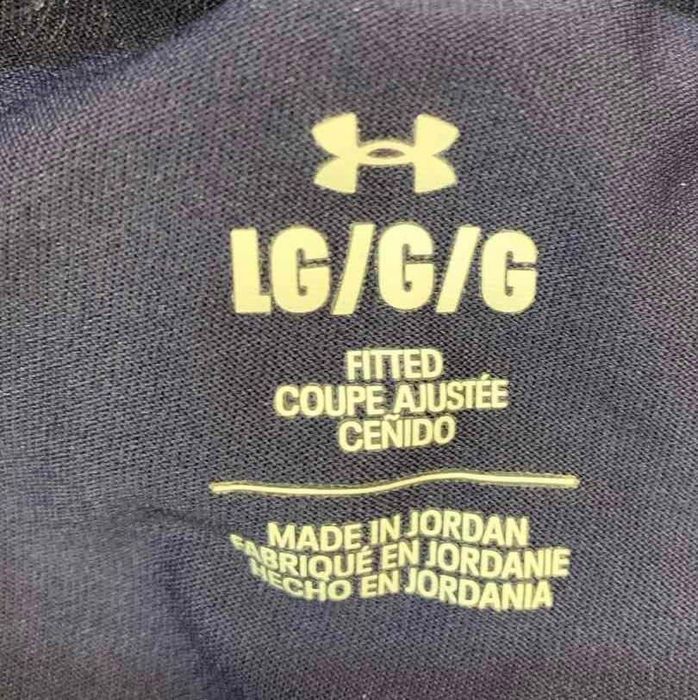 LG/G/G
FITTED
COUPE AJUSTÉE
CEÑIDO
MADE IN JORDAN
FABRIQUÉ EN JORDANIE
HECHO EN JORDANIA